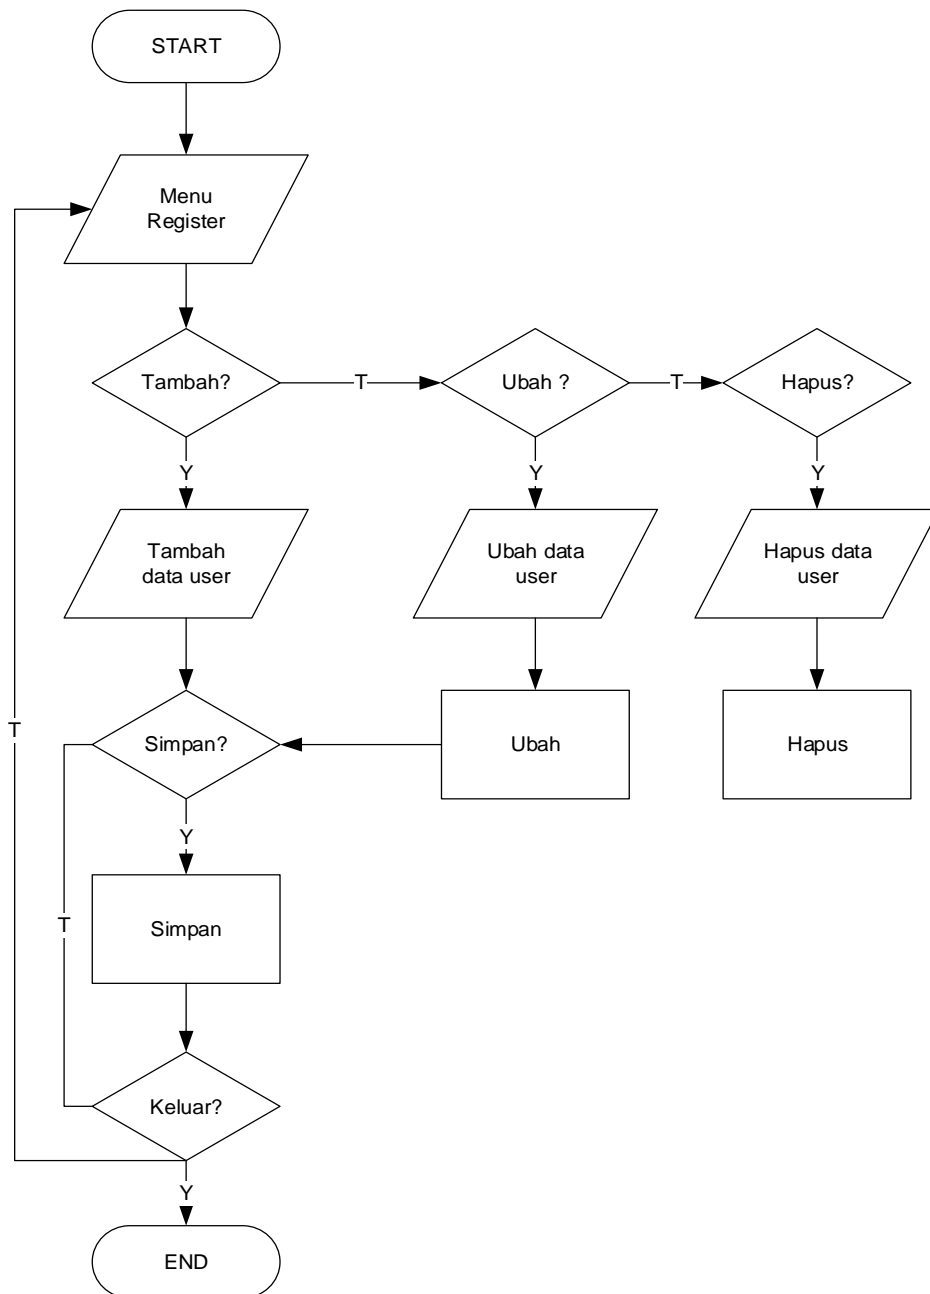 START
Menu
Register
Tambah?
T
Ubah ?
T
Hapus?
Y
Y
Y
Tambah
data user
Ubah data
user
Hapus data
user
T
Simpan?
Ubah
Hapus
Y
T
Simpan
Keluar?
Y
END